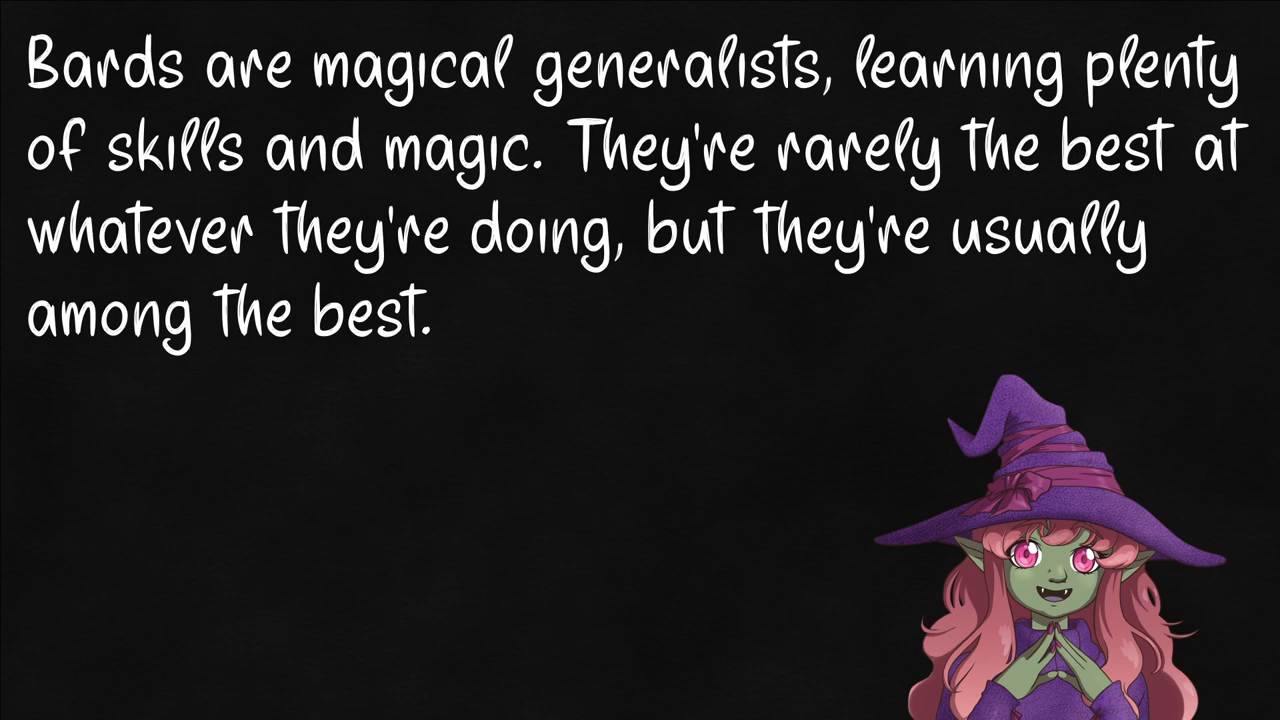 Bards are magical generalists, learning plenty
of skills and magic. They're rarely the best at
whatever they're doing, but they're usually
among the best.